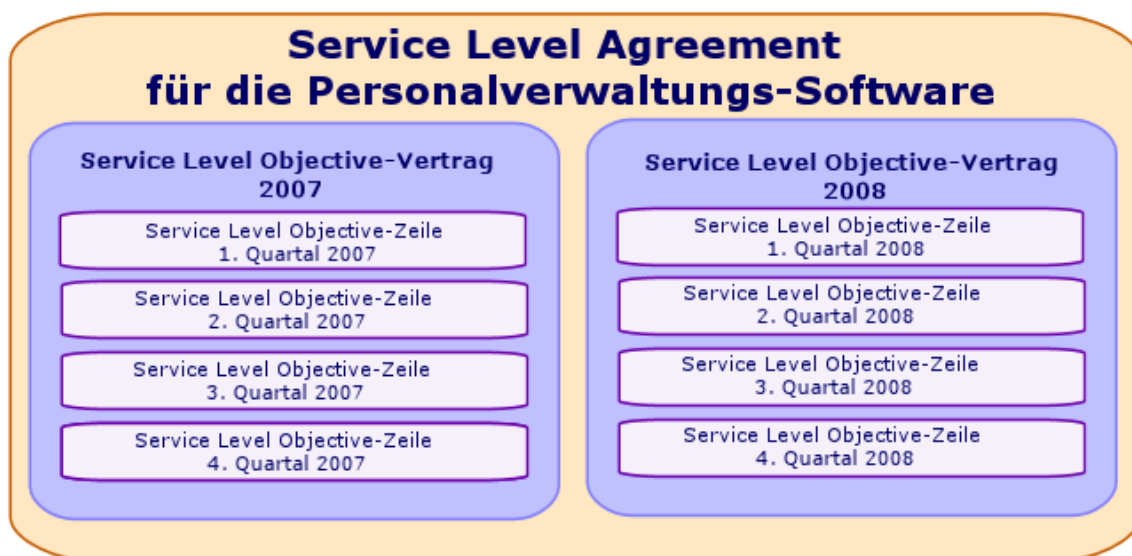 Service Level Agreement
für die Personalverwaltungs-Software
Service Level Objective-Vertrag
2007
Service Level Objective-Zeile
1. Quartal 2007
Service Level Objective-Zeile
2. Quartal 2007
Service Level Objective-Zeile
3. Quartal 2007
Service Level Objective-Zeile
4. Quartal 2007
Service Level Objective-Vertrag
2008
Service Level Objective-Zeile
1. Quartal 2008
Service Level Objective-Zeile
2. Quartal 2008
Service Level Objective-Zeile
3. Quartal 2008
Service Level Objective-Zeile
4. Quartal 2008